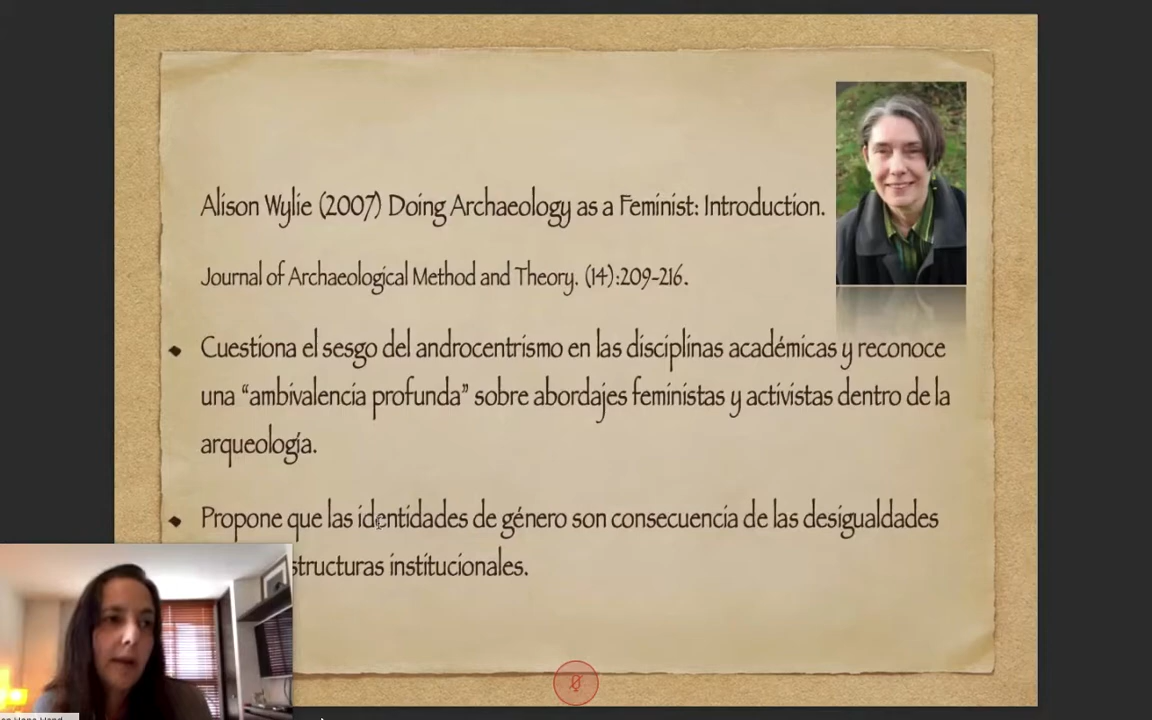 Alison Wylie (2007) Doing Archaeology as a Feminist: Introduction.
Journal of Archaeological Method and Theory. (14):209-216.
Cuestiona el sesgo del androcentrismo en las disciplinas académicas y reconoce
una “ambivalencia profunda” sobre abordajes feministas y activistas dentro de la
arqueología.
Propone que las identidades de género son consecuencia de las desigualdades
structuras institucionales.